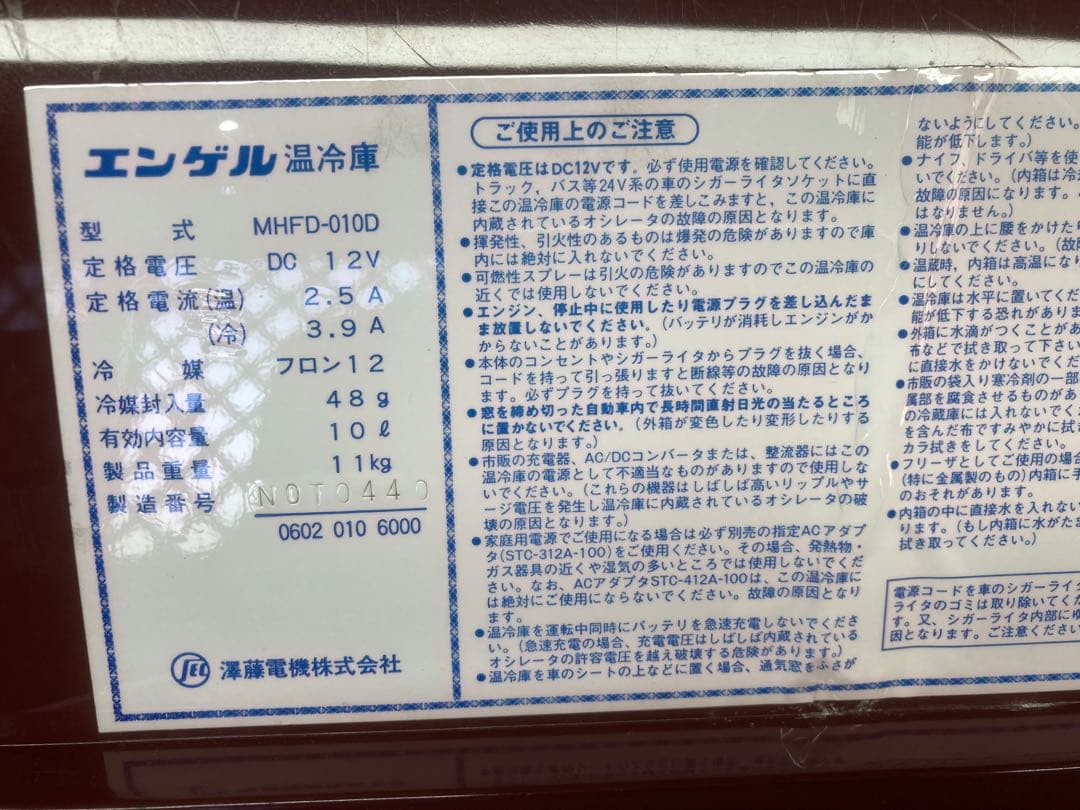 エンゲル 温冷庫
型式 MHFD-010D
定格電圧 DC 12V
定格電流(温) 2.5A
(冷) 3.9A
冷媒 フロン12
冷媒封入量 48g
有効内容量 10ℓ
製品重量 11kg
製造番号 N0T0440
0602 010 6000
JEC 澤藤電機株式会社
ご使用上のご注意
●定格電圧はDC12Vです。必ず使用電源を確認してください。
トラック,バス等24V系の車のシガーライタソケットに直
接この温冷庫の電源コードを差しこみますと,この温冷庫に
内蔵されているオシレータの故障の原因となります。
●揮発性、引火性のあるものは爆発の危険がありますので庫
内には絶対に入れないでください。
●可燃性スプレーは引火の危険がありますのでこの温冷庫の
近くでは使用しないでください。
●エンジン、停止中に使用したり電源プラグを差し込んだま
ま放置しないでください。(バッテリが消耗しエンジンがか
からないことがあります。)
●本体のコンセントやシガーライタからプラグを抜く場合、
コードを持って引っ張りますと断線等の故障の原因となり
ます。必ずプラグを持って抜いてください。
●窓を締め切った自動車内で長時間直射日光の当たるところ
に置かないでください。(外箱が変色したり変形したりする
原因となります。)
●市販の充電器、AC/DCコンバータまたは、整流器にはこの
温冷庫の電源として不適当なものがありますので使用しな
いでください。(これらの機器はしばしば高いリップルやサ
ージ電圧を発生し温冷庫に内蔵されているオシレータの破
壊の原因となります。)
●家庭用電源でご使用になる場合は必ず別売の指定ACアダプ
タ(STC-312A-100)をご使用ください。その場合、発熱物・
ガス器具の近くや湿気の多いところでは使用しないでくだ
さい。なお、ACアダプタSTC-412A-100は、この温冷庫に
は絶対にご使用にならないでください。故障の原因となり
ます。
●温冷庫を運転中同時にバッテリを急速充電しないでくださ
い。(急速充電の場合、充電電圧はしばしば内蔵されている
オシレータの許容電圧を越え破壊する危険があります。)
●温冷庫を車のシートの上などに置く場合、通気窓をふさが
ないようにしてください。
能が低下します。)
●ナイフ、ドライバ等を使
いでください。(内箱は冷
故障の原因になります。
はなりません。)
●温冷庫の上に腰をかけた
りしないでください。
●温蔵時,内箱は高温にな
にしてください。
●温冷庫は水平に置いてくだ
能が低下する恐れがありま
●外箱に水滴がつくことがあ
布などで拭き取って下さい
に直接水をかけないでくだ
●市販の袋入り寒冷剤の一部
属部を腐食させるものがあ
の冷蔵庫には入れないでく
を含んだ布ですみやかに拭き
カラ拭きをしてください。
●フリーザとしてご使用の場合
(特に金属製のもの)内箱に手
のおそれがあります。
●内箱の中に直接水を入れない
ります。(もし内箱に水がたま
拭き取ってください。)
電源コードを車のシガーライ
ライタのゴミは取り除いてくだ
す。又、シガーライタ内部にゆ
因となります。ご注意ください